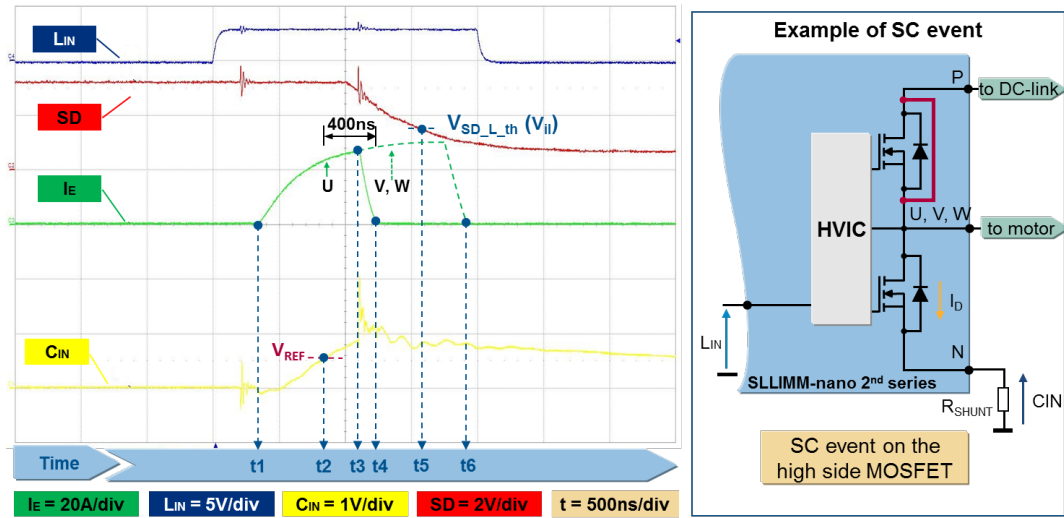 LIN
SD
IE
CIN
400ns
VSD_L_th (Vil)
U
V, W
VREF
Time
t1
t2
t3
t4
t5
t6
IE = 20A/div
LIN = 5V/div
CIN = 1V/div
SD = 2V/div
t = 500ns/div
Example of SC event
P
to DC-link
HVIC
U, V, W
to motor
ID
LIN
N
SLLIMM-nano 2nd series
RSHUNT
CIN
SC event on the
high side MOSFET